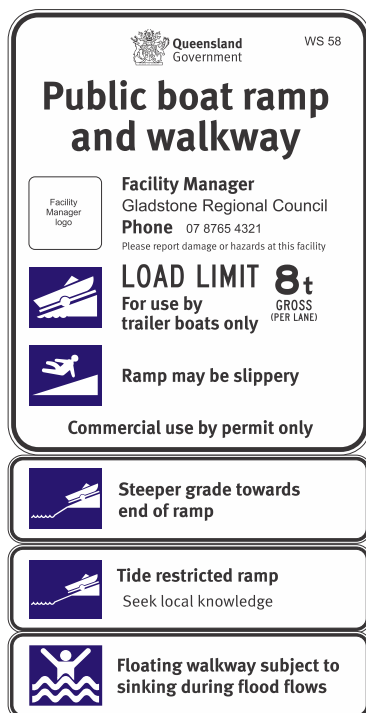 Queensland
Government
WS 58
Public boat ramp
and walkway
Facility
Manager
logo
Facility Manager
Gladstone Regional Council
Phone 07 8765 4321
Please report damage or hazards at this facility
LOAD LIMIT 8t
GROSS
(PER LANE)
For use by
trailer boats only
Ramp may be slippery
Commercial use by permit only
Steeper grade towards
end of ramp
Tide restricted ramp
Seek local knowledge
Floating walkway subject to
sinking during flood flows